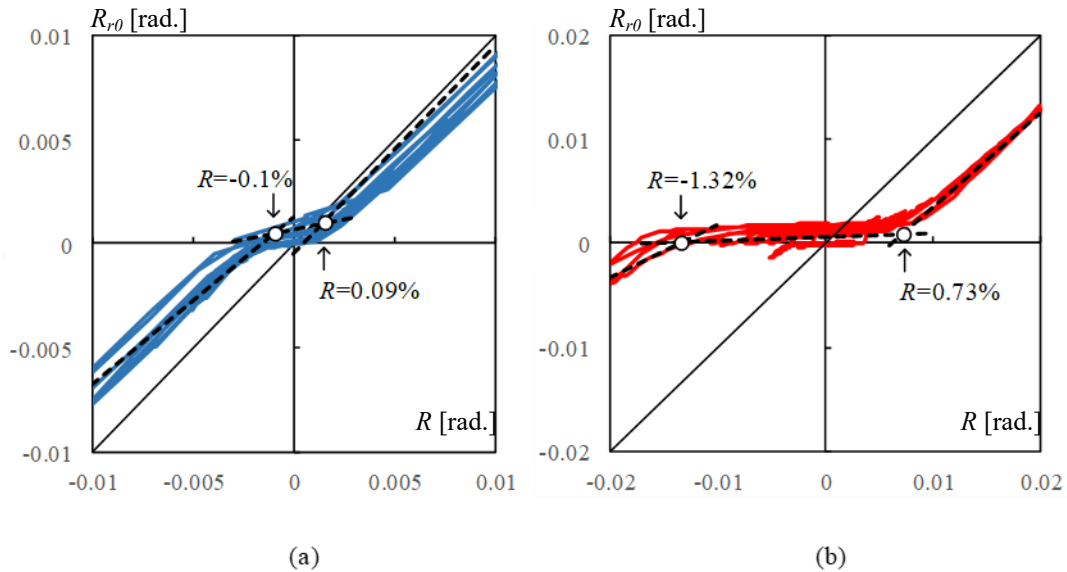 R_r0 [rad.]
0.01
0.005
0
-0.005
-0.01
R=-0.1%
R=0.09%
R [rad.]
-0.01 -0.005 0 0.005 0.01
(a)
R_r0 [rad.]
0.02
0.01
0
-0.01
-0.02
R=-1.32%
R=0.73%
R [rad.]
-0.02 -0.01 0 0.01 0.02
(b)